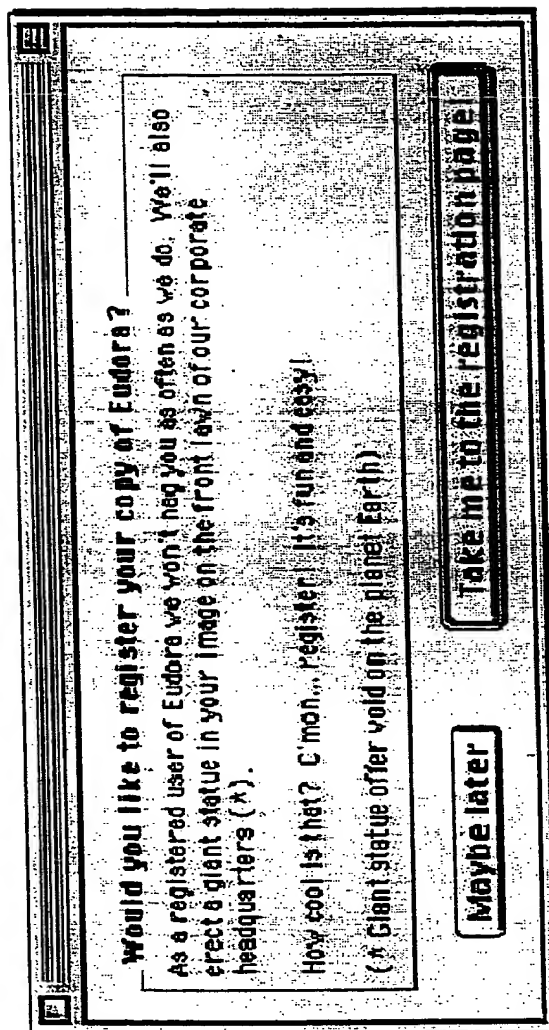 Would you like to register your copy of Eudora?
As a registered user of Eudora we won't nag you as often as we do. We'll also
erect a giant statue in your image on the front lawn of our corporate
headquarters (*).
How cool is that? C'mon... register! It's fun and easy!
(* Giant statue offer void on the planet Earth)
Maybe later
Take me to the registration page!